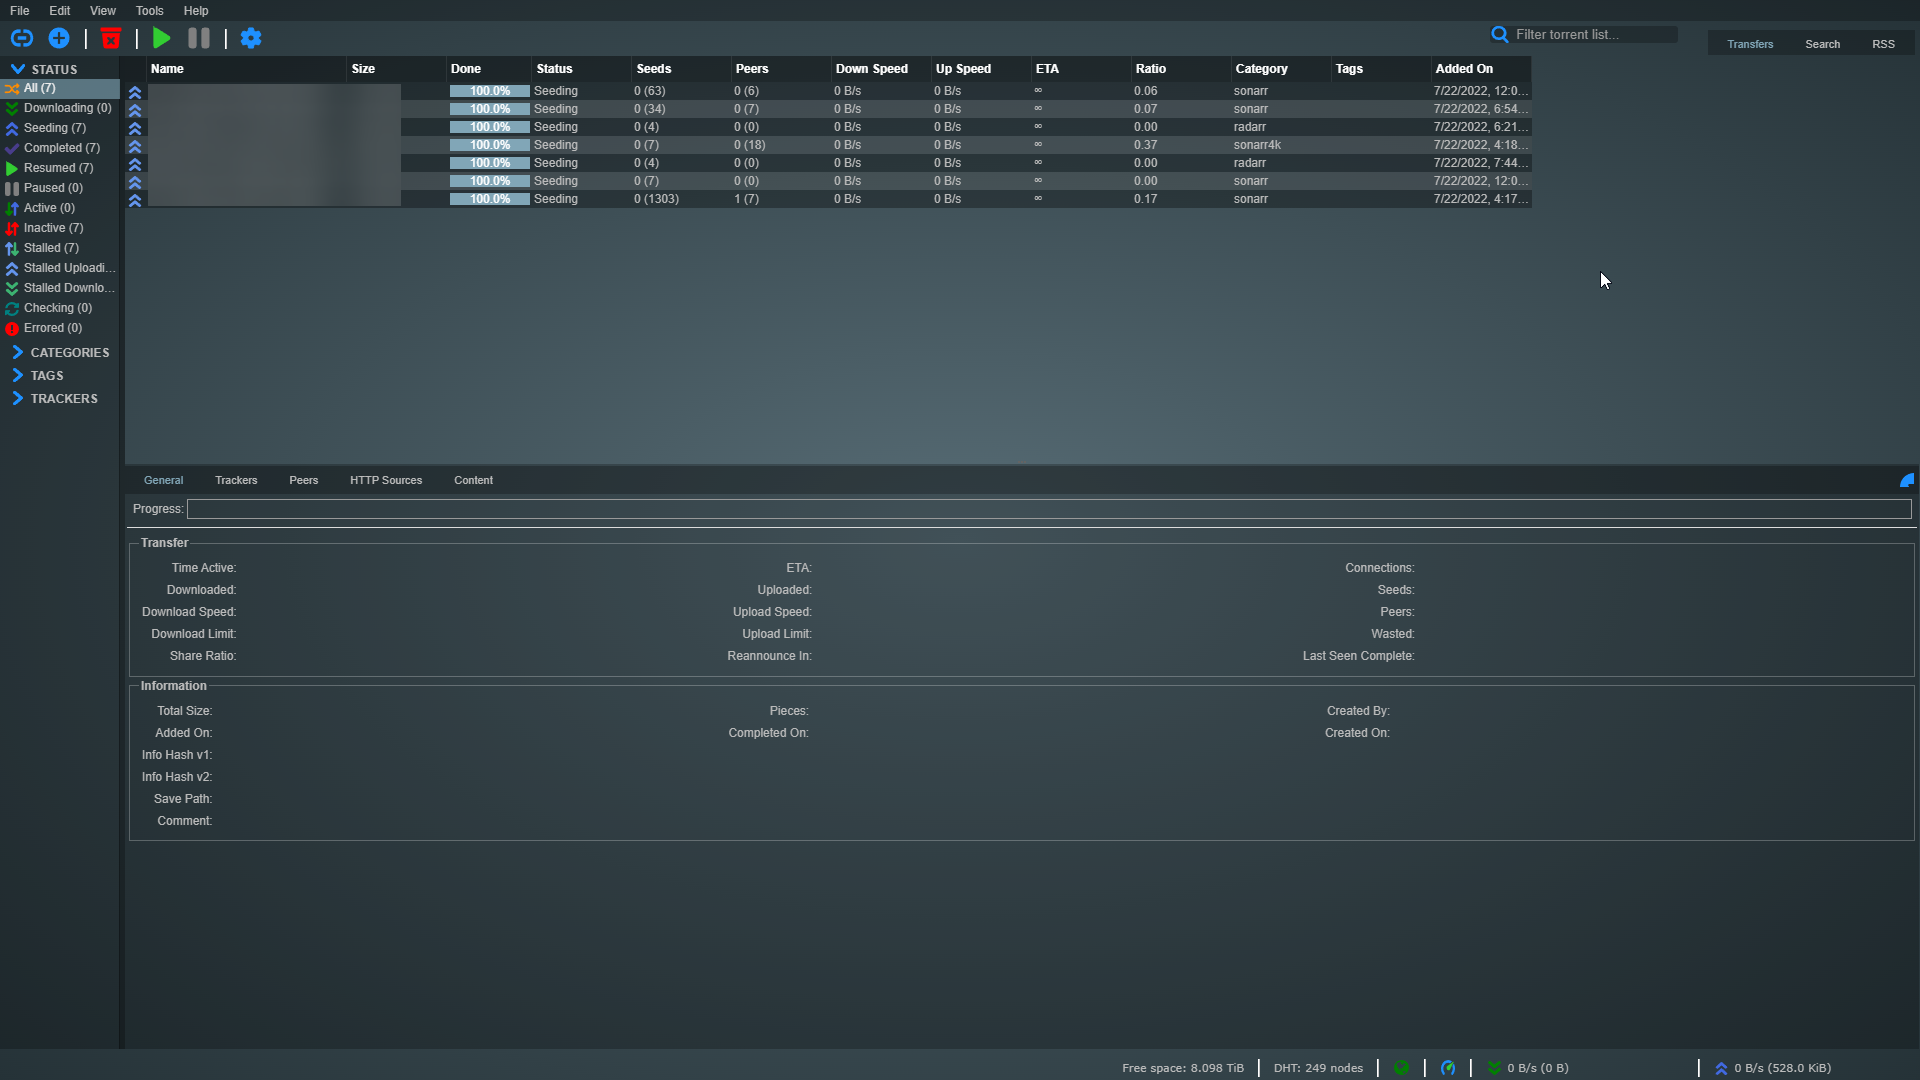 File Edit View Tools Help
Filter torrent list...
Transfers Search RSS
STATUS
All (7)
Downloading (0)
Seeding (7)
Completed (7)
Resumed (7)
Paused (0)
Active (0)
Inactive (7)
Stalled (7)
Stalled Uploadi...
Stalled Downlo...
Checking (0)
Errored (0)
CATEGORIES
TAGS
TRACKERS
Name Size Done Status Seeds Peers Down Speed Up Speed ETA Ratio Category Tags Added On
100.0% Seeding 0 (63) 0 (6) 0 B/s 0 B/s ∞ 0.06 sonarr 7/22/2022, 12:0...
100.0% Seeding 0 (34) 0 (7) 0 B/s 0 B/s ∞ 0.07 sonarr 7/22/2022, 6:54...
100.0% Seeding 0 (4) 0 (0) 0 B/s 0 B/s ∞ 0.00 radarr 7/22/2022, 6:21...
100.0% Seeding 0 (7) 0 (18) 0 B/s 0 B/s ∞ 0.37 sonarr4k 7/22/2022, 4:18...
100.0% Seeding 0 (4) 0 (0) 0 B/s 0 B/s ∞ 0.00 radarr 7/22/2022, 7:44...
100.0% Seeding 0 (7) 0 (0) 0 B/s 0 B/s ∞ 0.00 sonarr 7/22/2022, 12:0...
100.0% Seeding 0 (1303) 1 (7) 0 B/s 0 B/s ∞ 0.17 sonarr 7/22/2022, 4:17...
General Trackers Peers HTTP Sources Content
Progress:
Transfer
Time Active: ETA: Connections:
Downloaded: Uploaded: Seeds:
Download Speed: Upload Speed: Peers:
Download Limit: Upload Limit: Wasted:
Share Ratio: Reannounce In: Last Seen Complete:
Information
Total Size: Pieces: Created By:
Added On: Completed On: Created On:
Info Hash v1:
Info Hash v2:
Save Path:
Comment:
Free space: 8.098 TiB DHT: 249 nodes 0 B/s (0 B) 0 B/s (528.0 KiB)